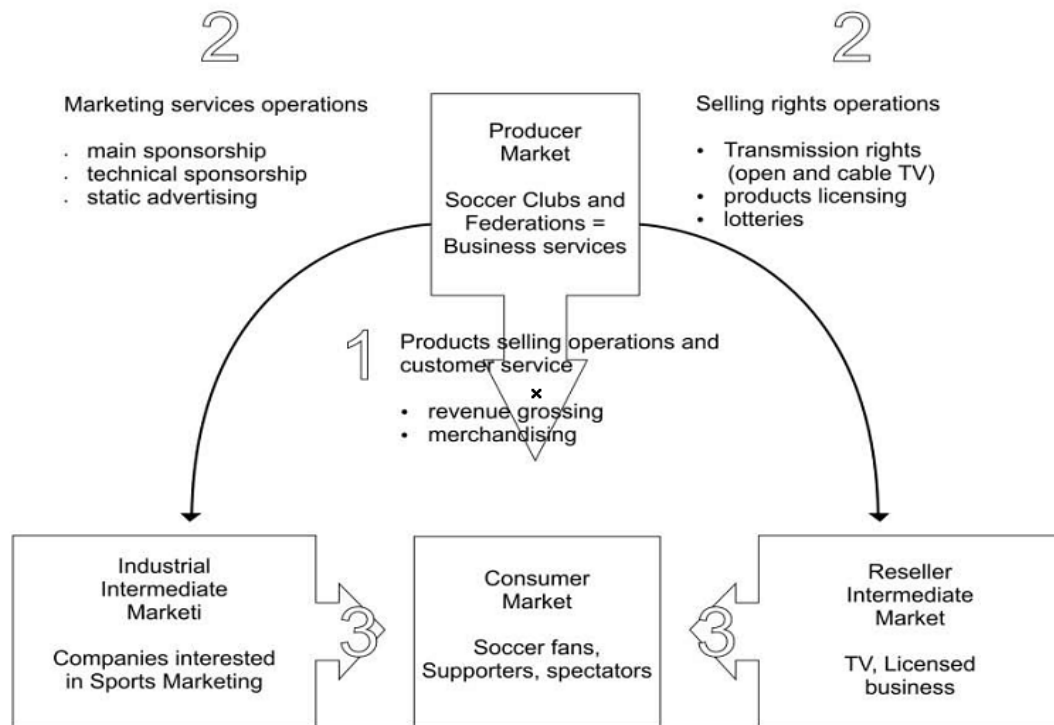 2
2
Marketing services operations
· main sponsorship
· technical sponsorship
· static advertising
Producer
Market
Soccer Clubs and
Federations =
Business services
Selling rights operations
• Transmission rights
(open and cable TV)
• products licensing
• lotteries
1
Products selling operations and
customer service
×
• revenue grossing
• merchandising
Industrial
Intermediate
Marketi
Companies interested
in Sports Marketing
3
Consumer
Market
Soccer fans,
Supporters, spectators
3
Reseller
Intermediate
Market
TV, Licensed
business